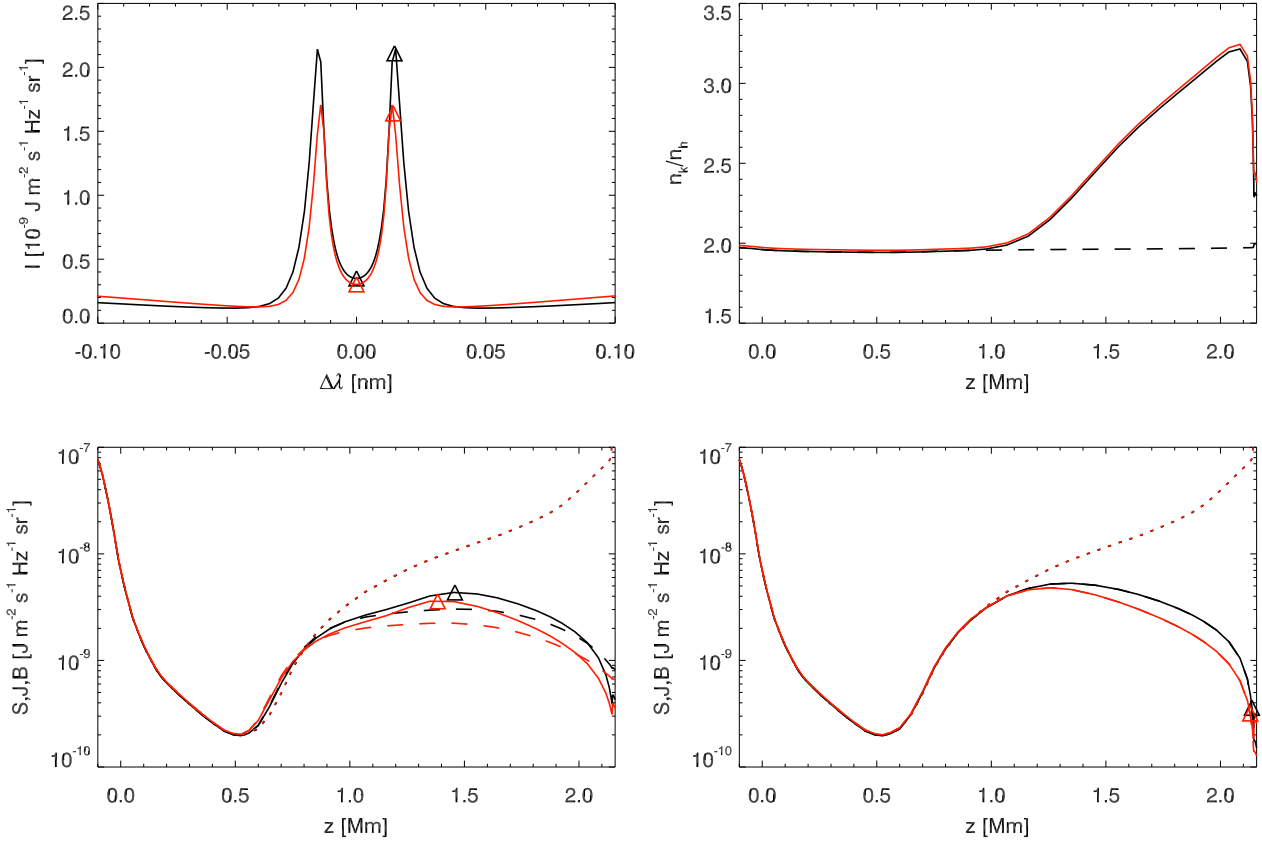 2.5
2.0
1.5
1.0
0.5
0.0
I [10⁻⁹ J m⁻² s⁻¹ Hz⁻¹ sr⁻¹]
-0.10 -0.05 0.00 0.05 0.10
Δλ [nm]
3.5
3.0
2.5
2.0
1.5
nₖ/nₕ
0.0 0.5 1.0 1.5 2.0
z [Mm]
10⁻⁷
10⁻⁸
10⁻⁹
10⁻¹⁰
S,J,B [J m⁻² s⁻¹ Hz⁻¹ sr⁻¹]
0.0 0.5 1.0 1.5 2.0
z [Mm]
10⁻⁷
10⁻⁸
10⁻⁹
10⁻¹⁰
S,J,B [J m⁻² s⁻¹ Hz⁻¹ sr⁻¹]
0.0 0.5 1.0 1.5 2.0
z [Mm]